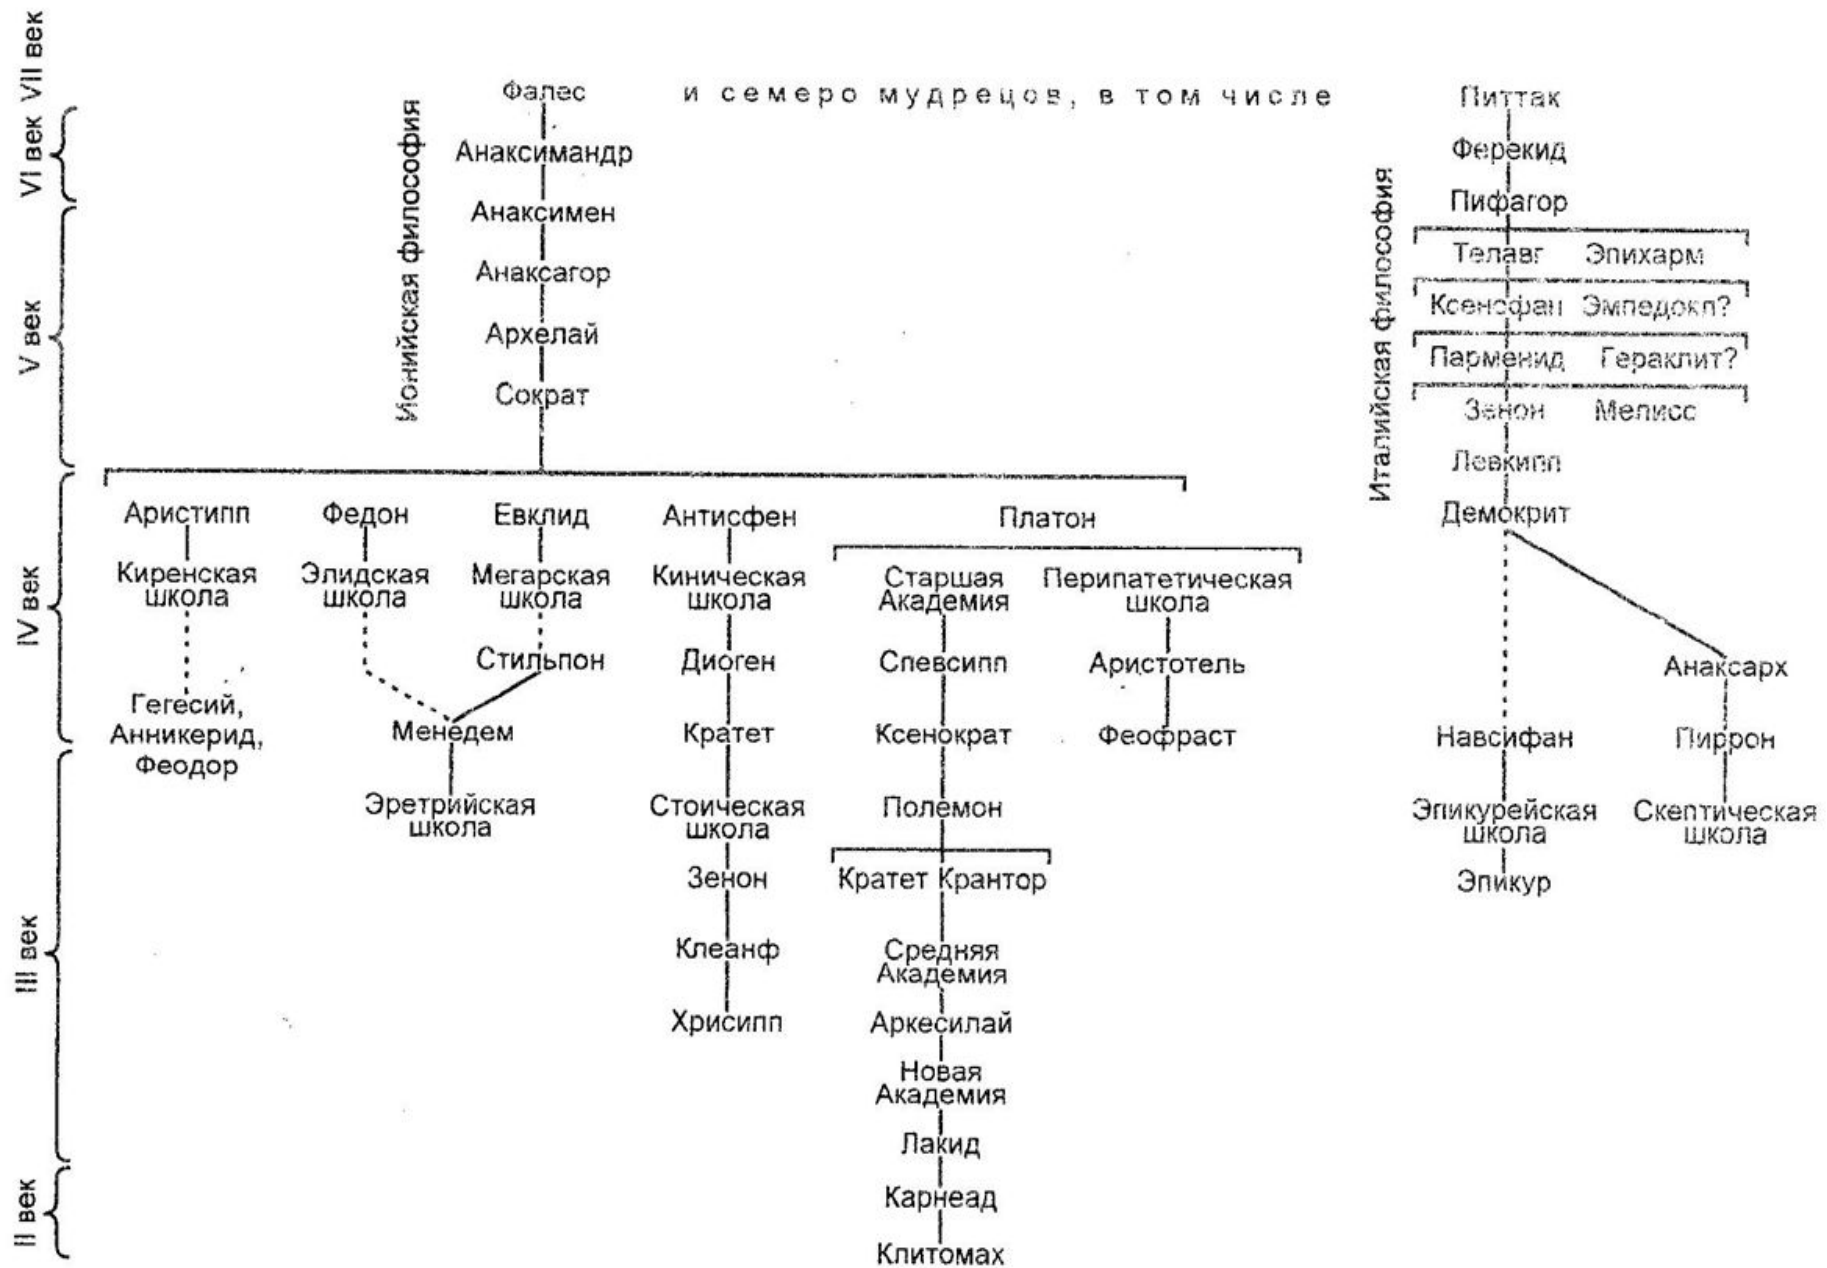 VII век
Фалес и семеро мудрецов, в том числе Питтак
VI век
Ионийская философия
Анаксимандр
Анаксимен
Анаксагор
Архелай
Сократ
V век
Италийская философия
Ферекид
Пифагор
Телавг Эпихарм
Ксенофан Эмпедокл?
Парменид Гераклит?
Зенон Мелисс
Левкипп
Демокрит
IV век
Аристипп Федон Евклид Антисфен Платон
Киренская
школа
Элидская
школа
Мегарская
школа
Киническая
школа
Старшая
Академия
Перипатетическая
школа
Стильпон Диоген Спевсипп Аристотель Анаксарх
Гегесий,
Анникерид,
Феодор
Менедем Кратет Ксенократ Феофраст Навсифан Пиррон
III век
Эретрийская
школа
Стоическая
школа
Полемон
Эпикурейская
школа
Скептическая
школа
Зенон Кратет Крантор Эпикур
Клеанф
Средняя
Академия
Хрисипп Аркесилай
Новая
Академия
Лакид
II век
Карнеад
Клитомах